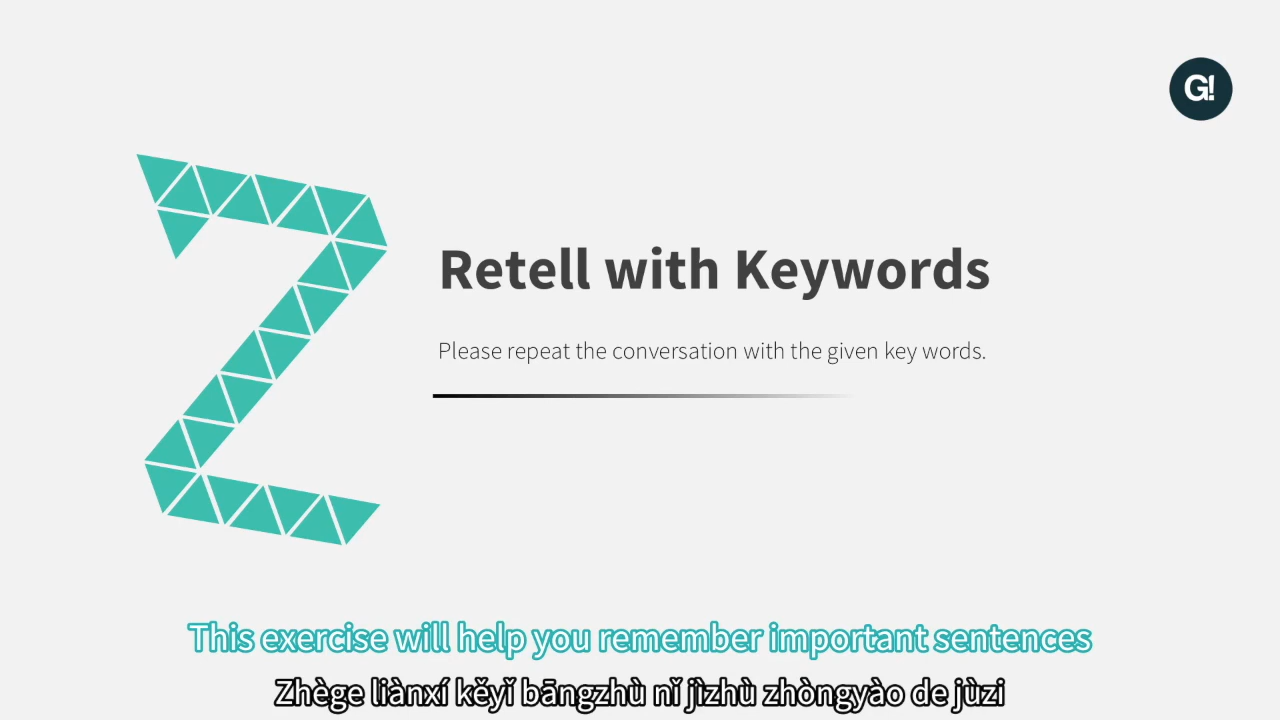 G!
Retell with Keywords
Please repeat the conversation with the given key words.
This exercise will help you remember important sentences
Zhège liànxí kěyǐ bāngzhù nǐ jìzhù zhòngyào de jùzi